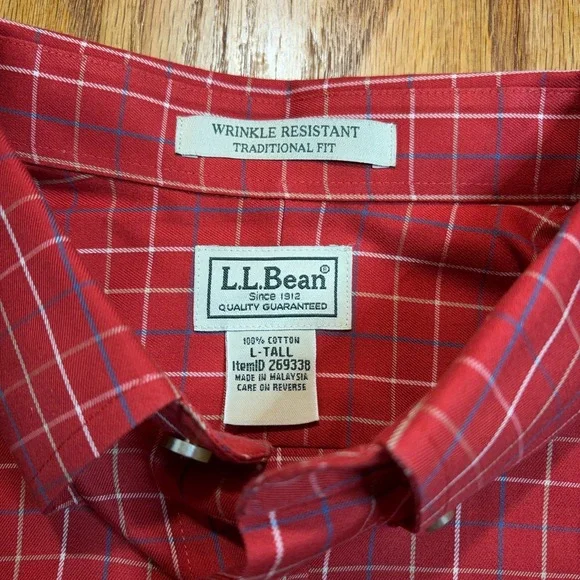 WRINKLE RESISTANT
TRADITIONAL FIT
L.L.Bean®
Since 1912
QUALITY GUARANTEED
100% COTTON
L-TALL
ItemID 269338
MADE IN MALAYSIA
CARE ON REVERSE